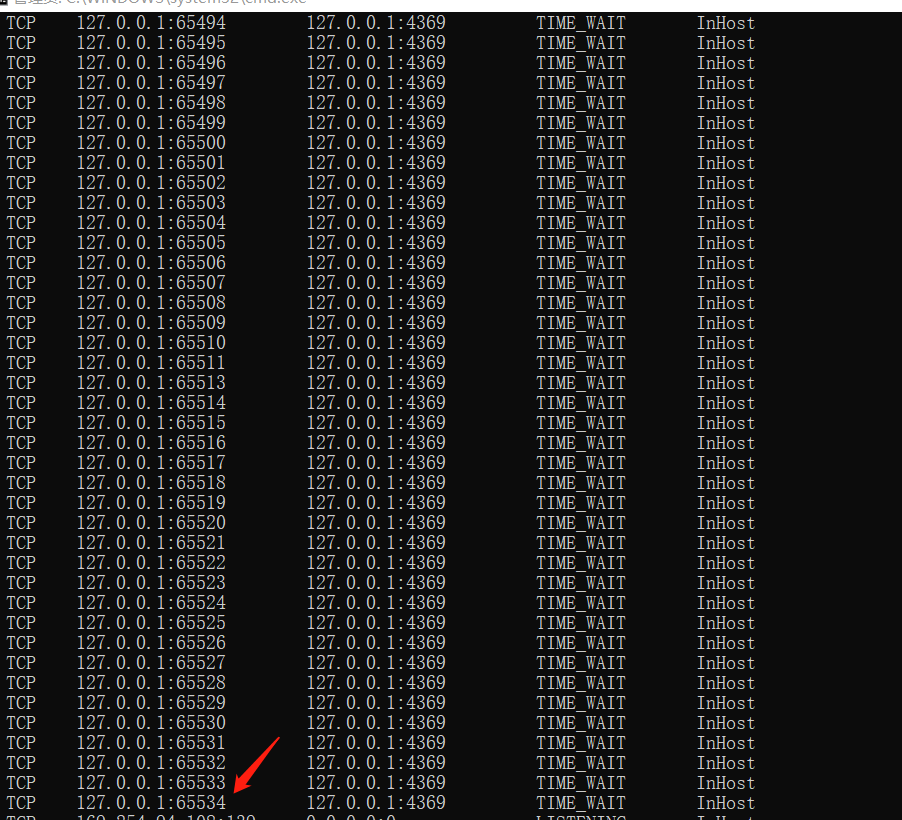 管理员: C:\WINDOWS\system32\cmd.exe
TCP 127.0.0.1:65494 127.0.0.1:4369 TIME_WAIT InHost
TCP 127.0.0.1:65495 127.0.0.1:4369 TIME_WAIT InHost
TCP 127.0.0.1:65496 127.0.0.1:4369 TIME_WAIT InHost
TCP 127.0.0.1:65497 127.0.0.1:4369 TIME_WAIT InHost
TCP 127.0.0.1:65498 127.0.0.1:4369 TIME_WAIT InHost
TCP 127.0.0.1:65499 127.0.0.1:4369 TIME_WAIT InHost
TCP 127.0.0.1:65500 127.0.0.1:4369 TIME_WAIT InHost
TCP 127.0.0.1:65501 127.0.0.1:4369 TIME_WAIT InHost
TCP 127.0.0.1:65502 127.0.0.1:4369 TIME_WAIT InHost
TCP 127.0.0.1:65503 127.0.0.1:4369 TIME_WAIT InHost
TCP 127.0.0.1:65504 127.0.0.1:4369 TIME_WAIT InHost
TCP 127.0.0.1:65505 127.0.0.1:4369 TIME_WAIT InHost
TCP 127.0.0.1:65506 127.0.0.1:4369 TIME_WAIT InHost
TCP 127.0.0.1:65507 127.0.0.1:4369 TIME_WAIT InHost
TCP 127.0.0.1:65508 127.0.0.1:4369 TIME_WAIT InHost
TCP 127.0.0.1:65509 127.0.0.1:4369 TIME_WAIT InHost
TCP 127.0.0.1:65510 127.0.0.1:4369 TIME_WAIT InHost
TCP 127.0.0.1:65511 127.0.0.1:4369 TIME_WAIT InHost
TCP 127.0.0.1:65513 127.0.0.1:4369 TIME_WAIT InHost
TCP 127.0.0.1:65514 127.0.0.1:4369 TIME_WAIT InHost
TCP 127.0.0.1:65515 127.0.0.1:4369 TIME_WAIT InHost
TCP 127.0.0.1:65516 127.0.0.1:4369 TIME_WAIT InHost
TCP 127.0.0.1:65517 127.0.0.1:4369 TIME_WAIT InHost
TCP 127.0.0.1:65518 127.0.0.1:4369 TIME_WAIT InHost
TCP 127.0.0.1:65519 127.0.0.1:4369 TIME_WAIT InHost
TCP 127.0.0.1:65520 127.0.0.1:4369 TIME_WAIT InHost
TCP 127.0.0.1:65521 127.0.0.1:4369 TIME_WAIT InHost
TCP 127.0.0.1:65522 127.0.0.1:4369 TIME_WAIT InHost
TCP 127.0.0.1:65523 127.0.0.1:4369 TIME_WAIT InHost
TCP 127.0.0.1:65524 127.0.0.1:4369 TIME_WAIT InHost
TCP 127.0.0.1:65525 127.0.0.1:4369 TIME_WAIT InHost
TCP 127.0.0.1:65526 127.0.0.1:4369 TIME_WAIT InHost
TCP 127.0.0.1:65527 127.0.0.1:4369 TIME_WAIT InHost
TCP 127.0.0.1:65528 127.0.0.1:4369 TIME_WAIT InHost
TCP 127.0.0.1:65529 127.0.0.1:4369 TIME_WAIT InHost
TCP 127.0.0.1:65530 127.0.0.1:4369 TIME_WAIT InHost
TCP 127.0.0.1:65531 127.0.0.1:4369 TIME_WAIT InHost
TCP 127.0.0.1:65532 127.0.0.1:4369 TIME_WAIT InHost
TCP 127.0.0.1:65533 127.0.0.1:4369 TIME_WAIT InHost
TCP 127.0.0.1:65534 127.0.0.1:4369 TIME_WAIT InHost
TCP LISTENING InHost